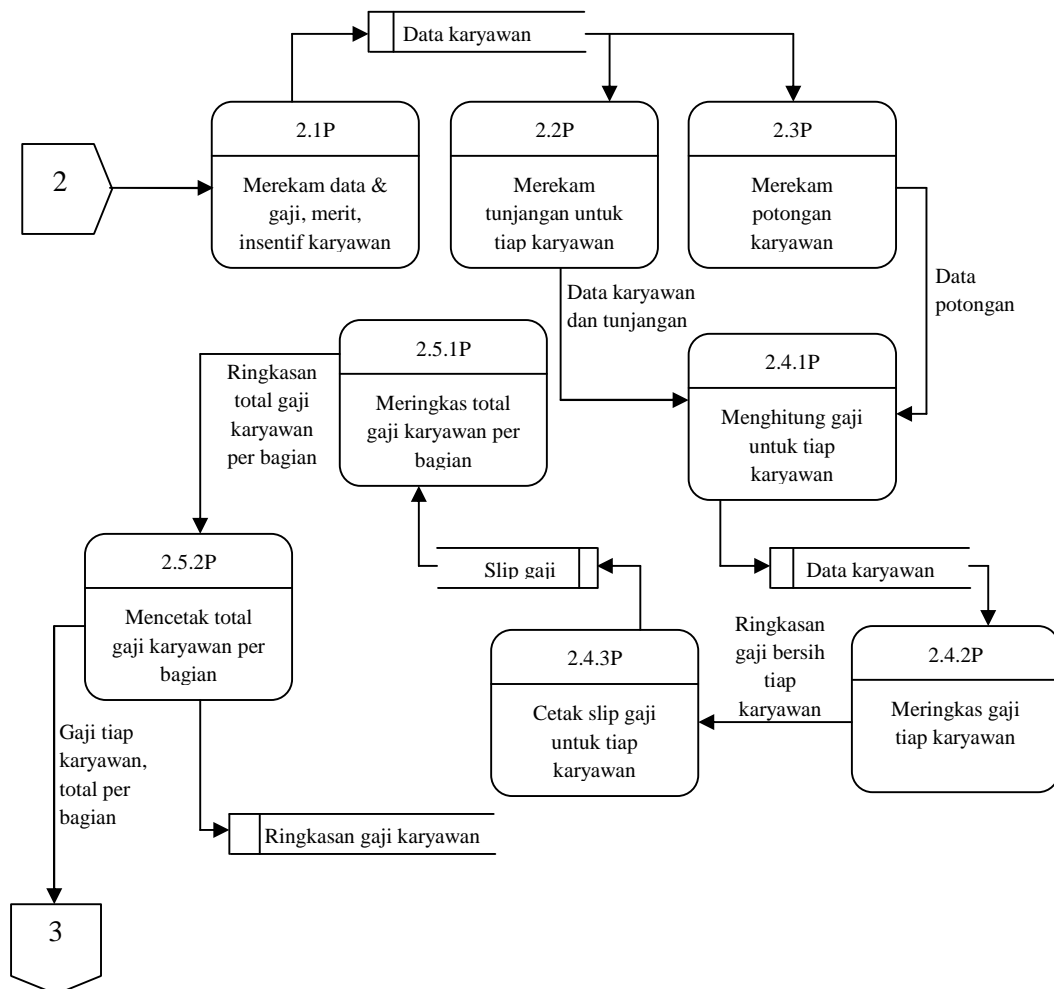 Data karyawan
2
2.1P
Merekam data &
gaji, merit,
insentif karyawan
2.2P
Merekam
tunjangan untuk
tiap karyawan
2.3P
Merekam
potongan
karyawan
Data karyawan
dan tunjangan
Data
potongan
2.5.1P
Meringkas total
gaji karyawan per
bagian
2.4.1P
Menghitung gaji
untuk tiap
karyawan
Ringkasan
total gaji
karyawan
per bagian
2.5.2P
Mencetak total
gaji karyawan per
bagian
Slip gaji
Data karyawan
2.4.3P
Cetak slip gaji
untuk tiap
karyawan
Ringkasan
gaji bersih
tiap
karyawan
2.4.2P
Meringkas gaji
tiap karyawan
Gaji tiap
karyawan,
total per
bagian
Ringkasan gaji karyawan
3